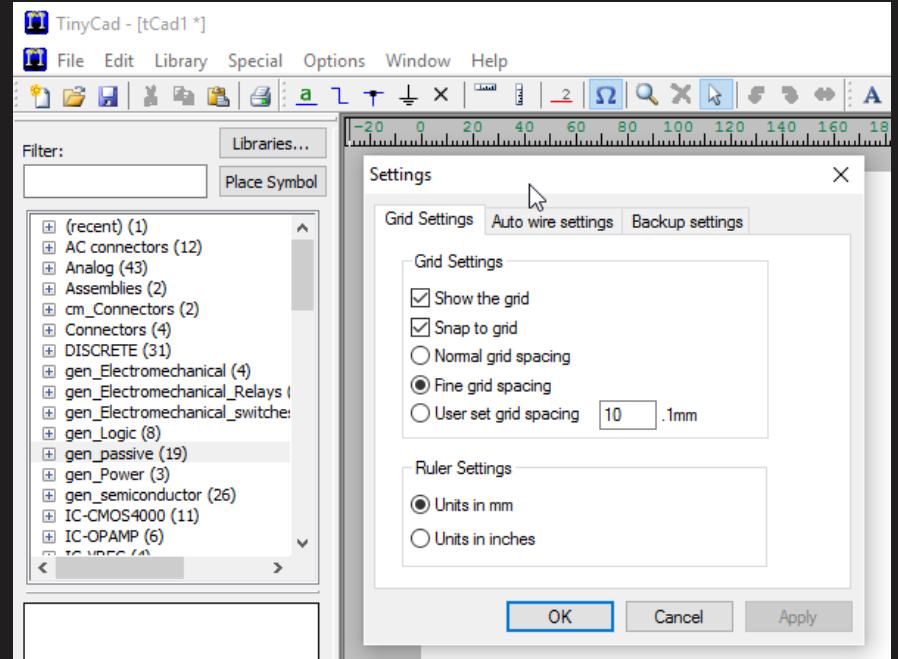 TinyCad - [tCad1 *]
File Edit Library Special Options Window Help
a 2 Ω A
-20 0 20 40 60 80 100 120 140 160 18
Filter:
Libraries...
Place Symbol
(recent) (1)
AC connectors (12)
Analog (43)
Assemblies (2)
cm_Connectors (2)
Connectors (4)
DISCRETE (31)
gen_Electromechanical (4)
gen_Electromechanical_Relays (
gen_Electromechanical_switches
gen_Logic (8)
gen_passive (19)
gen_Power (3)
gen_semiconductor (26)
IC-CMOS4000 (11)
IC-OPAMP (6)
Settings
Grid Settings Auto wire settings Backup settings
Grid Settings
Show the grid
Snap to grid
Normal grid spacing
Fine grid spacing
User set grid spacing 10 .1mm
Ruler Settings
Units in mm
Units in inches
OK Cancel Apply